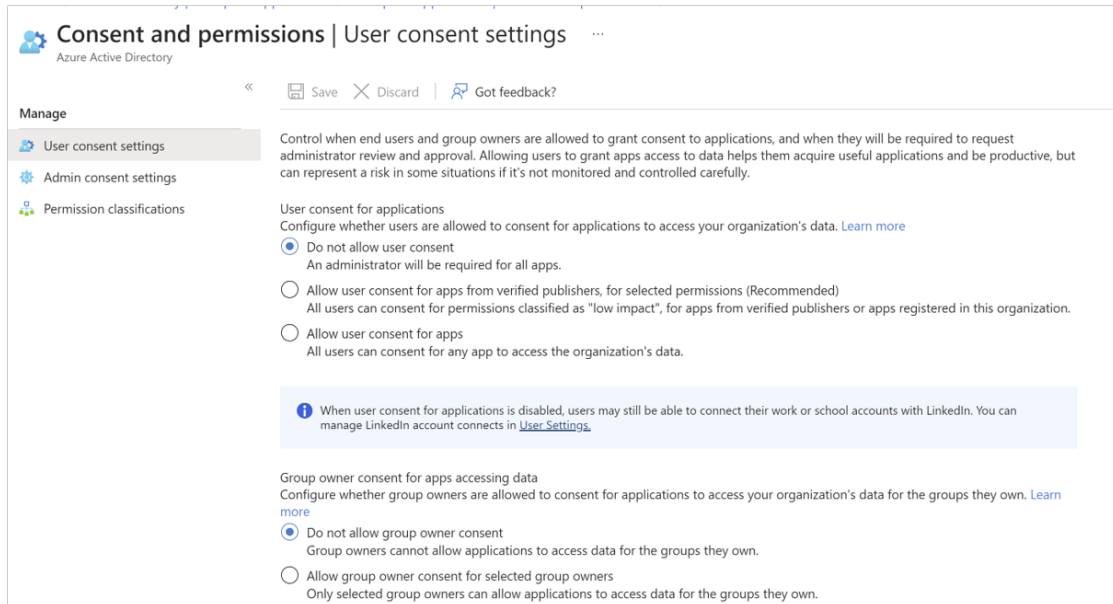 Consent and permissions | User consent settings ...
Azure Active Directory
«
Save Discard Got feedback?
Manage
User consent settings
Admin consent settings
Permission classifications
Control when end users and group owners are allowed to grant consent to applications, and when they will be required to request
administrator review and approval. Allowing users to grant apps access to data helps them acquire useful applications and be productive, but
can represent a risk in some situations if it's not monitored and controlled carefully.
User consent for applications
Configure whether users are allowed to consent for applications to access your organization's data. Learn more
Do not allow user consent
An administrator will be required for all apps.
Allow user consent for apps from verified publishers, for selected permissions (Recommended)
All users can consent for permissions classified as "low impact", for apps from verified publishers or apps registered in this organization.
Allow user consent for apps
All users can consent for any app to access the organization's data.
When user consent for applications is disabled, users may still be able to connect their work or school accounts with LinkedIn. You can
manage LinkedIn account connects in User Settings.
Group owner consent for apps accessing data
Configure whether group owners are allowed to consent for applications to access your organization's data for the groups they own. Learn
more
Do not allow group owner consent
Group owners cannot allow applications to access data for the groups they own.
Allow group owner consent for selected group owners
Only selected group owners can allow applications to access data for the groups they own.